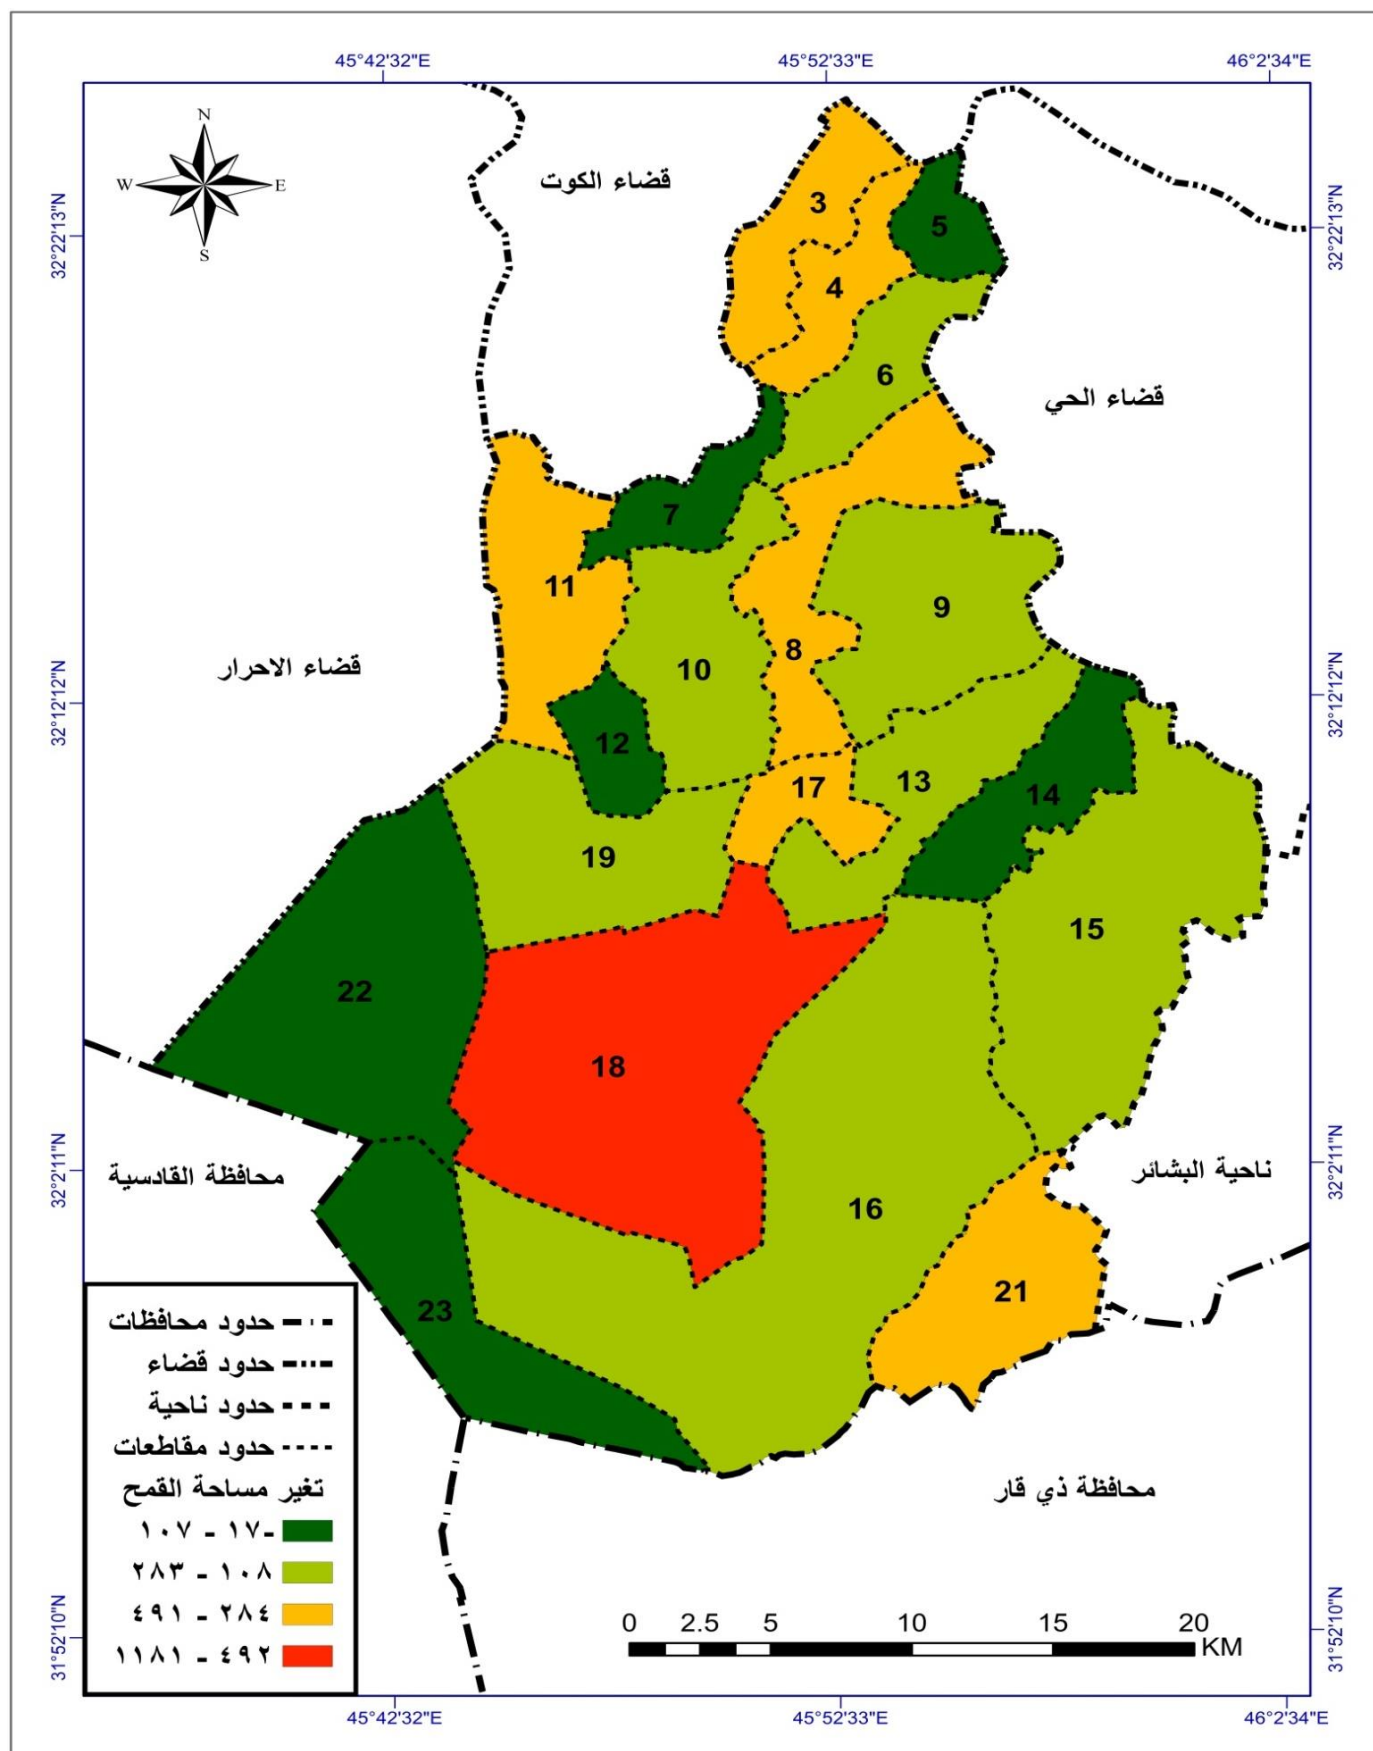 45°42'32"E 45°52'33"E 46°2'34"E
N
W E
S
32°22'13"N
32°22'13"N
قضاء الكوت
3
5
4
6
قضاء الحي
7
11
9
8
10
قضاء الاحرار
32°12'12"N
32°12'12"N
12
17
13
14
19
15
22
18
32°2'11"N
32°2'11"N
محافظة القادسية
ناحية البشائر
16
21
23
حدود محافظات
حدود قضاء
حدود ناحية
حدود مقاطعات
تغير مساحة القمح
-١٧ - ١٠٧
١٠٨ - ٢٨٣
٢٨٤ - ٤٩١
٤٩٢ - ١١٨١
محافظة ذي قار
0 2.5 5 10 15 20
KM
31°52'10"N
31°52'10"N
45°42'32"E 45°52'33"E 46°2'34"E